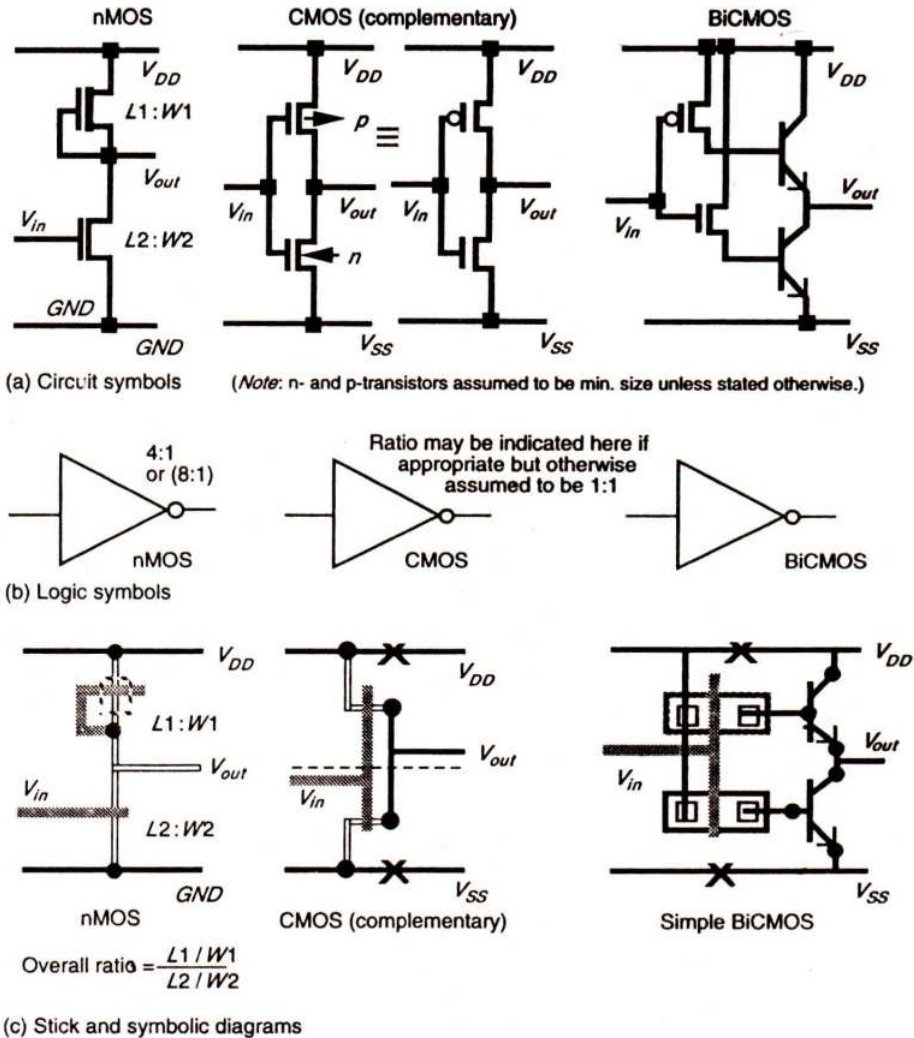 nMOS
CMOS (complementary)
BiCMOS
V_DD
V_DD
V_DD
V_DD
L1:W1
p
≡
V_out
V_in
V_in
V_out
V_in
V_out
V_in
V_out
L2:W2
n
GND
GND
V_SS
V_SS
V_SS
(a) Circuit symbols
(Note: n- and p-transistors assumed to be min. size unless stated otherwise.)
4:1
or (8:1)
Ratio may be indicated here if
appropriate but otherwise
assumed to be 1:1
nMOS
CMOS
BiCMOS
(b) Logic symbols
V_DD
V_DD
V_DD
L1:W1
V_out
V_out
V_out
V_in
V_in
V_in
L2:W2
GND
V_SS
V_SS
nMOS
CMOS (complementary)
Simple BiCMOS
Overall ratio = L1/W1
L2/W2
(c) Stick and symbolic diagrams